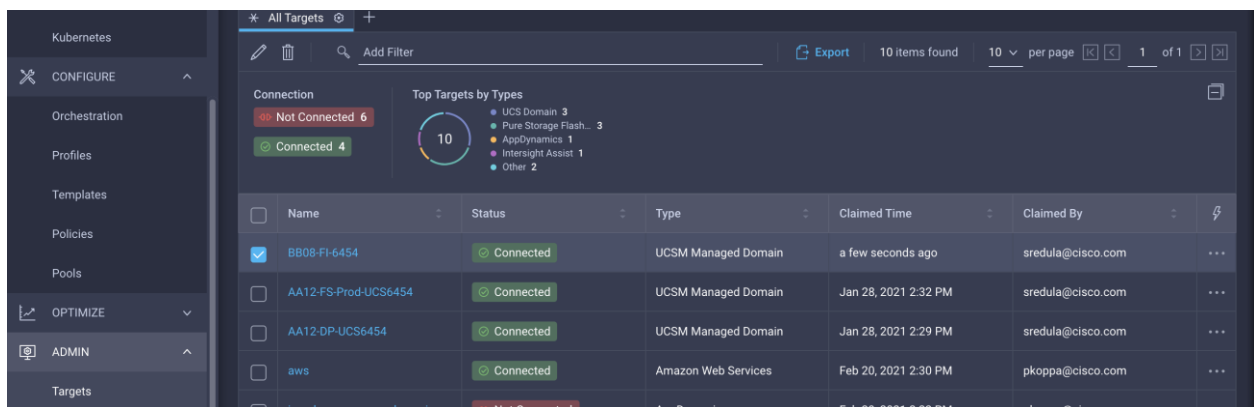 All Targets
Kubernetes
Add Filter
Export
10 items found
10 per page
1 of 1
CONFIGURE
Connection
Top Targets by Types
Not Connected 6
UCS Domain 3
Orchestration
Pure Storage Flash... 3
10
AppDynamics 1
Connected 4
Intersight Assist 1
Profiles
Other 2
Templates
Name Status Type Claimed Time Claimed By
Policies
BB08-FI-6454 Connected UCSM Managed Domain a few seconds ago sredula@cisco.com
Pools
AA12-FS-Prod-UCS6454 Connected UCSM Managed Domain Jan 28, 2021 2:32 PM sredula@cisco.com
OPTIMIZE
AA12-DP-UCS6454 Connected UCSM Managed Domain Jan 28, 2021 2:29 PM sredula@cisco.com
ADMIN
aws Connected Amazon Web Services Feb 20, 2021 2:30 PM pkoppa@cisco.com
Targets